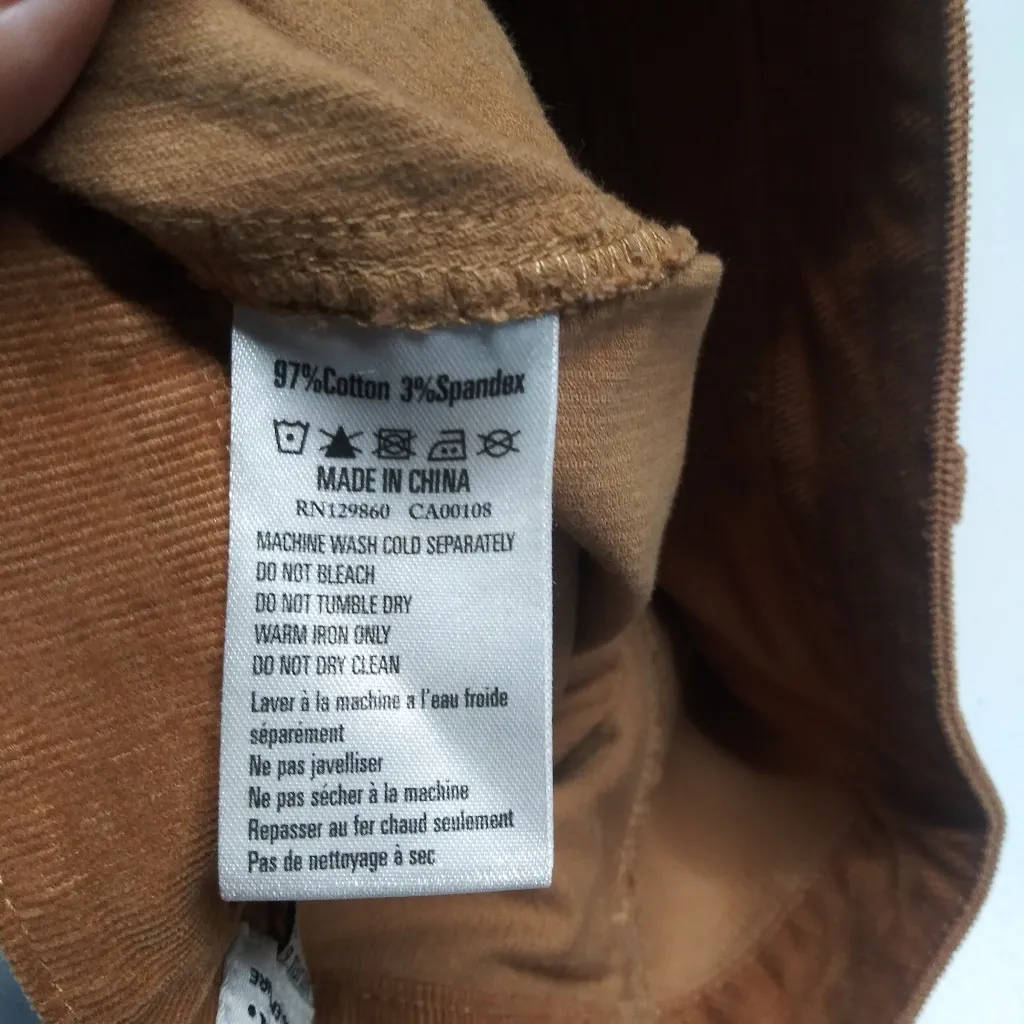 97%Cotton 3%Spandex
MADE IN CHINA
RN129860 CA00108
MACHINE WASH COLD SEPARATELY
DO NOT BLEACH
DO NOT TUMBLE DRY
WARM IRON ONLY
DO NOT DRY CLEAN
Laver à la machine a l'eau froide
séparément
Ne pas javelliser
Ne pas sécher à la machine
Repasser au fer chaud seulement
Pas de nettoyage à sec